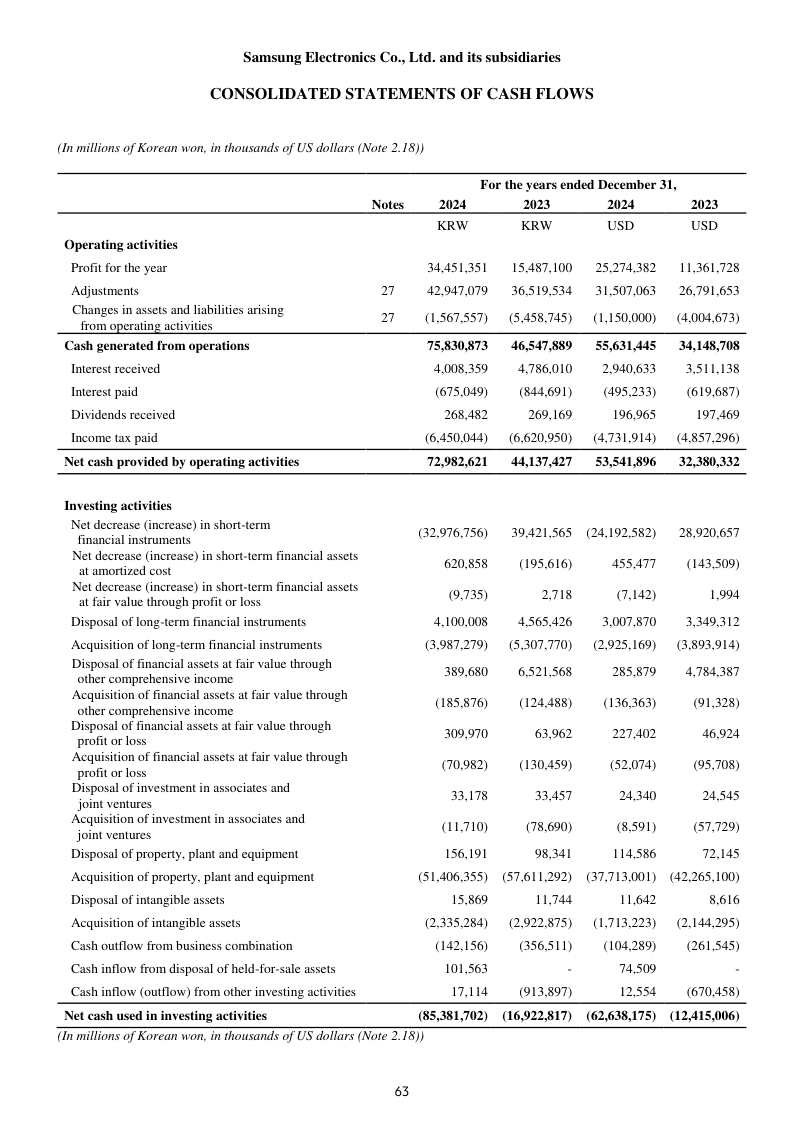 Samsung Electronics Co., Ltd. and its subsidiaries
CONSOLIDATED STATEMENTS OF CASH FLOWS
(In millions of Korean won, in thousands of US dollars (Note 2.18))
For the years ended December 31,
Notes 2024 2023 2024 2023
KRW KRW USD USD
Operating activities
Profit for the year 34,451,351 15,487,100 25,274,382 11,361,728
Adjustments 27 42,947,079 36,519,534 31,507,063 26,791,653
Changes in assets and liabilities arising
from operating activities 27 (1,567,557) (5,458,745) (1,150,000) (4,004,673)
Cash generated from operations 75,830,873 46,547,889 55,631,445 34,148,708
Interest received 4,008,359 4,786,010 2,940,633 3,511,138
Interest paid (675,049) (844,691) (495,233) (619,687)
Dividends received 268,482 269,169 196,965 197,469
Income tax paid (6,450,044) (6,620,950) (4,731,914) (4,857,296)
Net cash provided by operating activities 72,982,621 44,137,427 53,541,896 32,380,332
Investing activities
Net decrease (increase) in short-term
financial instruments (32,976,756) 39,421,565 (24,192,582) 28,920,657
Net decrease (increase) in short-term financial assets
at amortized cost 620,858 (195,616) 455,477 (143,509)
Net decrease (increase) in short-term financial assets
at fair value through profit or loss (9,735) 2,718 (7,142) 1,994
Disposal of long-term financial instruments 4,100,008 4,565,426 3,007,870 3,349,312
Acquisition of long-term financial instruments (3,987,279) (5,307,770) (2,925,169) (3,893,914)
Disposal of financial assets at fair value through
other comprehensive income 389,680 6,521,568 285,879 4,784,387
Acquisition of financial assets at fair value through
other comprehensive income (185,876) (124,488) (136,363) (91,328)
Disposal of financial assets at fair value through
profit or loss 309,970 63,962 227,402 46,924
Acquisition of financial assets at fair value through
profit or loss (70,982) (130,459) (52,074) (95,708)
Disposal of investment in associates and
joint ventures 33,178 33,457 24,340 24,545
Acquisition of investment in associates and
joint ventures (11,710) (78,690) (8,591) (57,729)
Disposal of property, plant and equipment 156,191 98,341 114,586 72,145
Acquisition of property, plant and equipment (51,406,355) (57,611,292) (37,713,001) (42,265,100)
Disposal of intangible assets 15,869 11,744 11,642 8,616
Acquisition of intangible assets (2,335,284) (2,922,875) (1,713,223) (2,144,295)
Cash outflow from business combination (142,156) (356,511) (104,289) (261,545)
Cash inflow from disposal of held-for-sale assets 101,563 - 74,509 -
Cash inflow (outflow) from other investing activities 17,114 (913,897) 12,554 (670,458)
Net cash used in investing activities (85,381,702) (16,922,817) (62,638,175) (12,415,006)
(In millions of Korean won, in thousands of US dollars (Note 2.18))
63